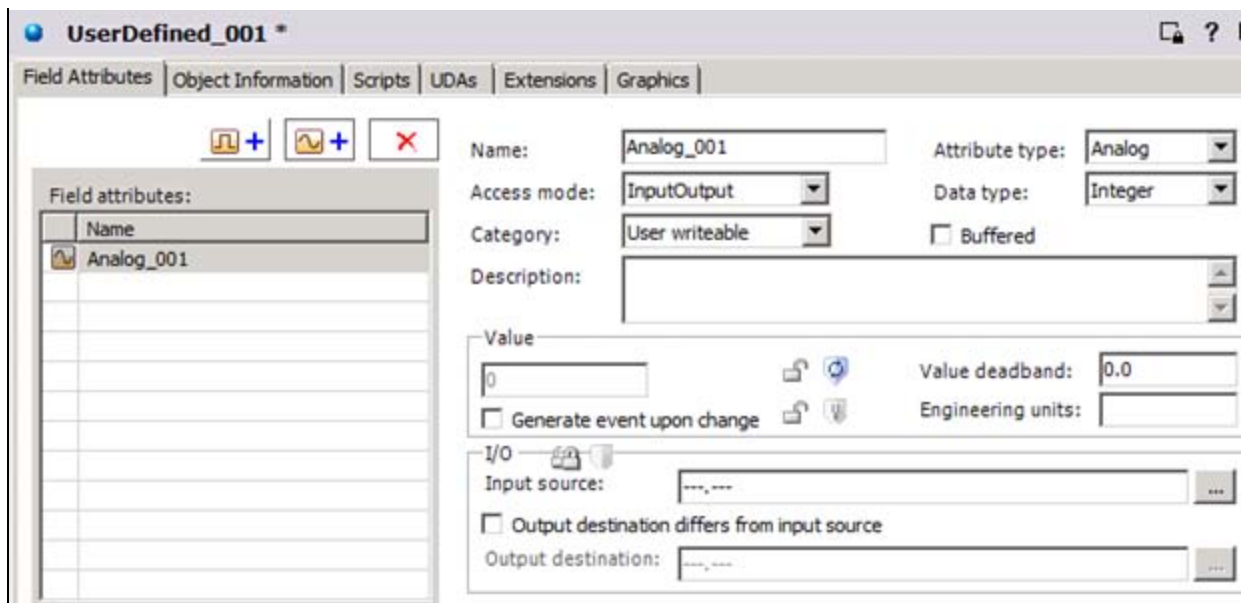 UserDefined_001 *
?
Field Attributes Object Information Scripts UDAs Extensions Graphics
Field attributes:
Name
Analog_001
Name: Analog_001 Attribute type: Analog
Access mode: InputOutput Data type: Integer
Category: User writeable Buffered
Description:
Value
0 Value deadband: 0.0
Generate event upon change Engineering units:
I/O
Input source: ---.--- ...
Output destination differs from input source
Output destination: ---.--- ...